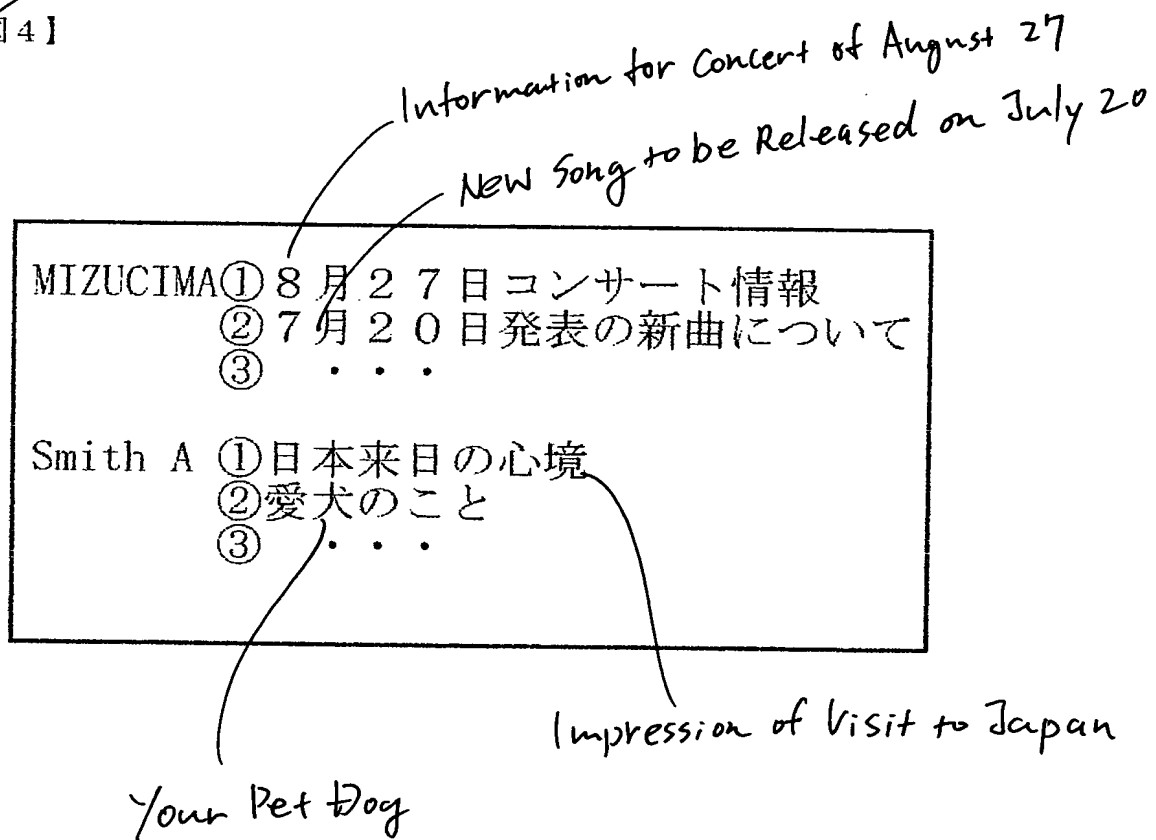 図4】
Information for Concert of August 27
New Song to be Released on July 20
MIZUCIMA①8月27日コンサート情報
②7月20日発表の新曲について
③ ・・・
Smith A ①日本来日の心境
②愛犬のこと
③ ・・・
Impression of Visit to Japan
Your Pet Dog